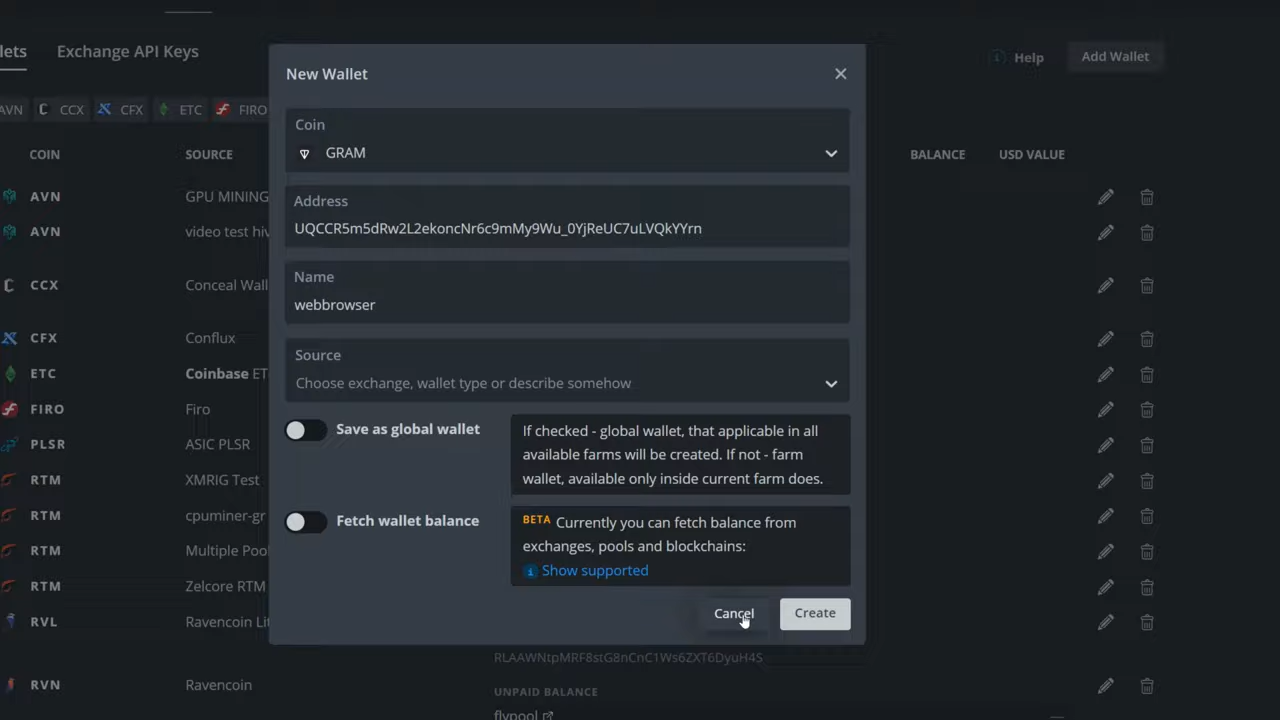 lets
Exchange API Keys
Help
Add Wallet
AVN
CCX
CFX
ETC
FIRO
COIN
SOURCE
BALANCE
USD VALUE
AVN
GPU MINING
AVN
video test hiv
CCX
Conceal Wall
CFX
Conflux
ETC
Coinbase ET
FIRO
Firo
PLSR
ASIC PLSR
RTM
XMRIG Test
RTM
cpuminer-gr
RTM
Multiple Poo
RTM
Zelcore RTM
RVL
Ravencoin Lit
RLAAWNtpMRF8stG8nCnC1Ws6ZXT6DyuH4S
RVN
Ravencoin
UNPAID BALANCE
flypool
New Wallet
Coin
GRAM
Address
UQCCR5m5dRw2L2ekoncNr6c9mMy9Wu_0YjReUC7uLVQkYYrn
Name
webbrowser
Source
Choose exchange, wallet type or describe somehow
Save as global wallet
If checked - global wallet, that applicable in all
available farms will be created. If not - farm
wallet, available only inside current farm does.
Fetch wallet balance
BETA Currently you can fetch balance from
exchanges, pools and blockchains:
Show supported
Cancel
Create